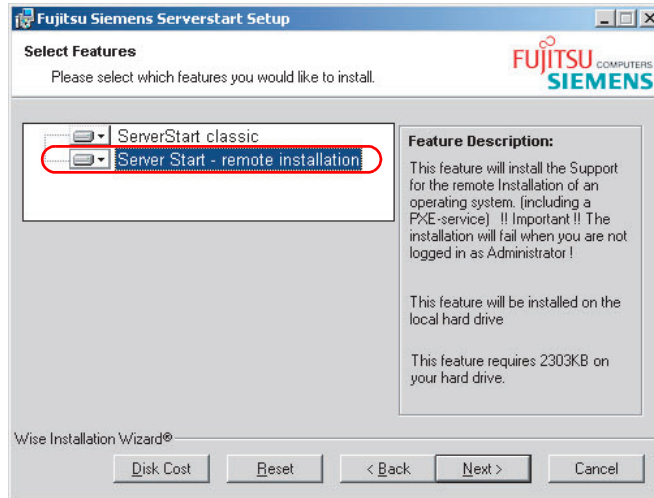 Fujitsu Siemens Serverstart Setup
Select Features
Please select which features you would like to install.
FUJITSU COMPUTERS
SIEMENS
ServerStart classic
Server Start - remote installation
Feature Description:
This feature will install the Support
for the remote Installation of an
operating system. (including a
PXE-service) !! Important !! The
installation will fail when you are not
logged in as Administrator !
This feature will be installed on the
local hard drive
This feature requires 2303KB on
your hard drive.
Wise Installation Wizard®
Disk Cost
Reset
< Back
Next >
Cancel